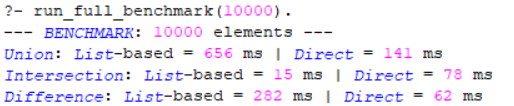 ?- run_full_benchmark(10000).
--- BENCHMARK: 10000 elements ---
Union: List-based = 656 ms | Direct = 141 ms
Intersection: List-based = 15 ms | Direct = 78 ms
Difference: List-based = 282 ms | Direct = 62 ms